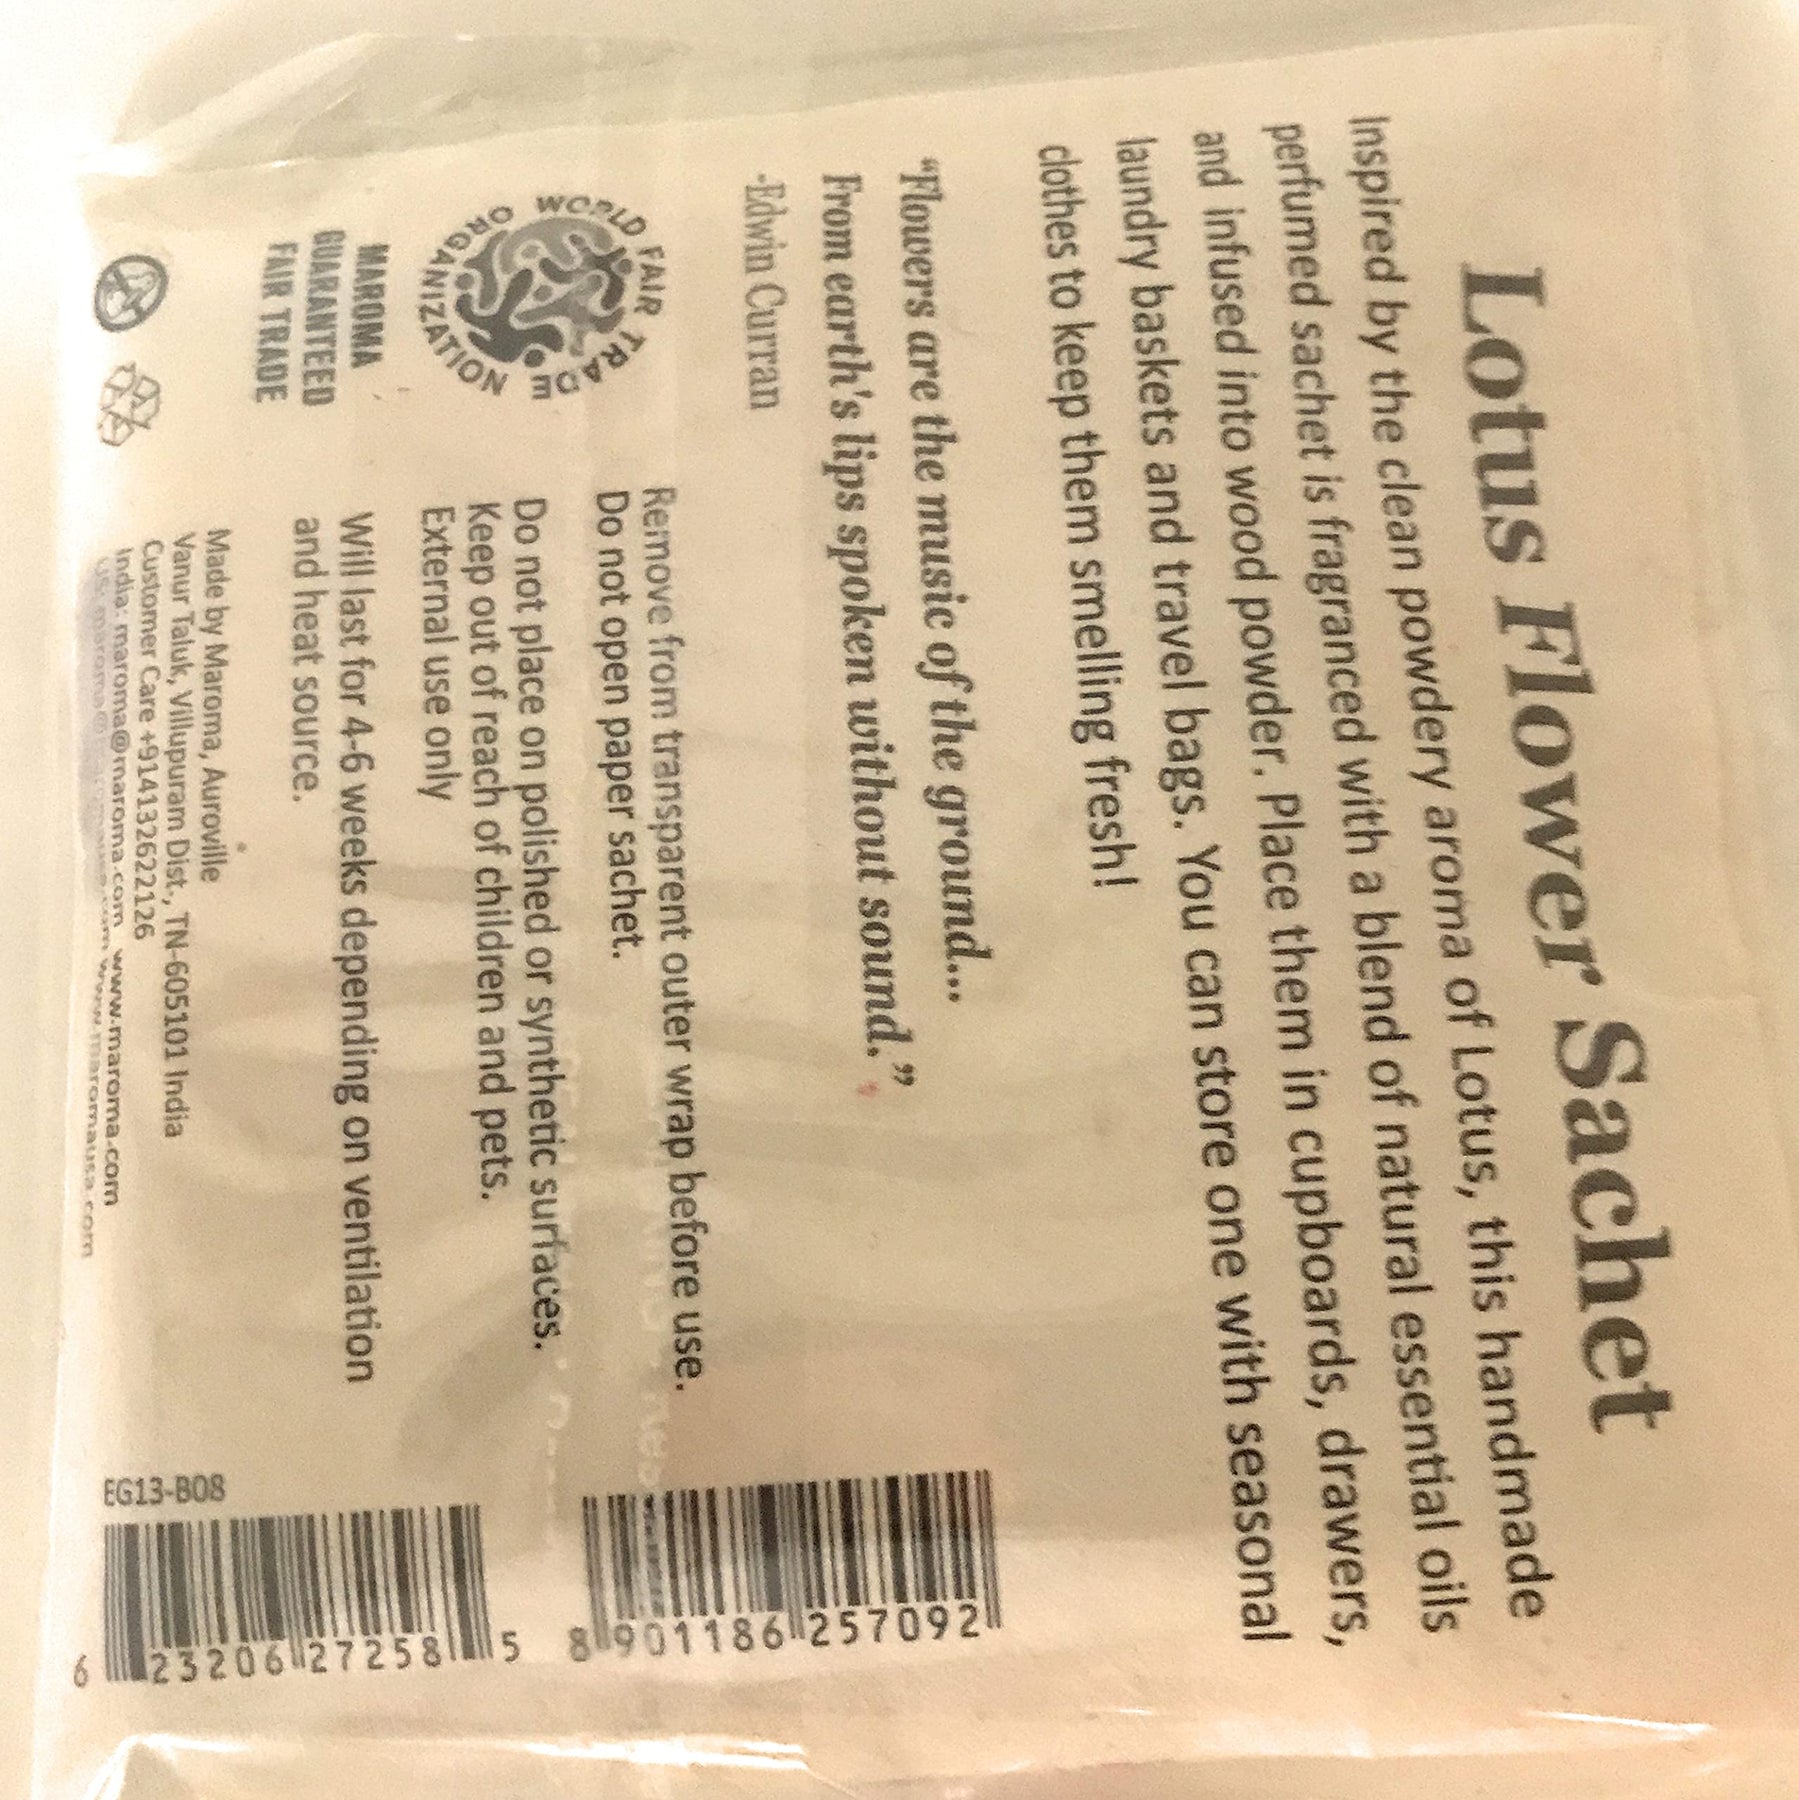 Lotus Flower Sachet
Inspired by the clean powdery aroma of Lotus, this handmade
perfumed sachet is fragranced with a blend of natural essential oils
and infused into wood powder. Place them in cupboards, drawers,
laundry baskets and travel bags. You can store one with seasonal
clothes to keep them smelling fresh!
“Flowers are the music of the ground...
From earth's lips spoken without sound.”
-Edwin Curran
WORLD FAIR TRADE ORGANIZATION
MAROMA
GUARANTEED
FAIR TRADE
Remove from transparent outer wrap before use.
Do not open paper sachet.
Do not place on polished or synthetic surfaces.
Keep out of reach of children and pets.
External use only
Will last for 4-6 weeks depending on ventilation
and heat source.
Made by Maroma, Auroville
Vanur Taluk, Villupuram Dist., TN-605101 India
Customer Care +914132622126
India: maroma@maroma.com www.maroma.com
US: www.maromausa.com
8 901186 257092
EG13-B08
6 23206 27258 5